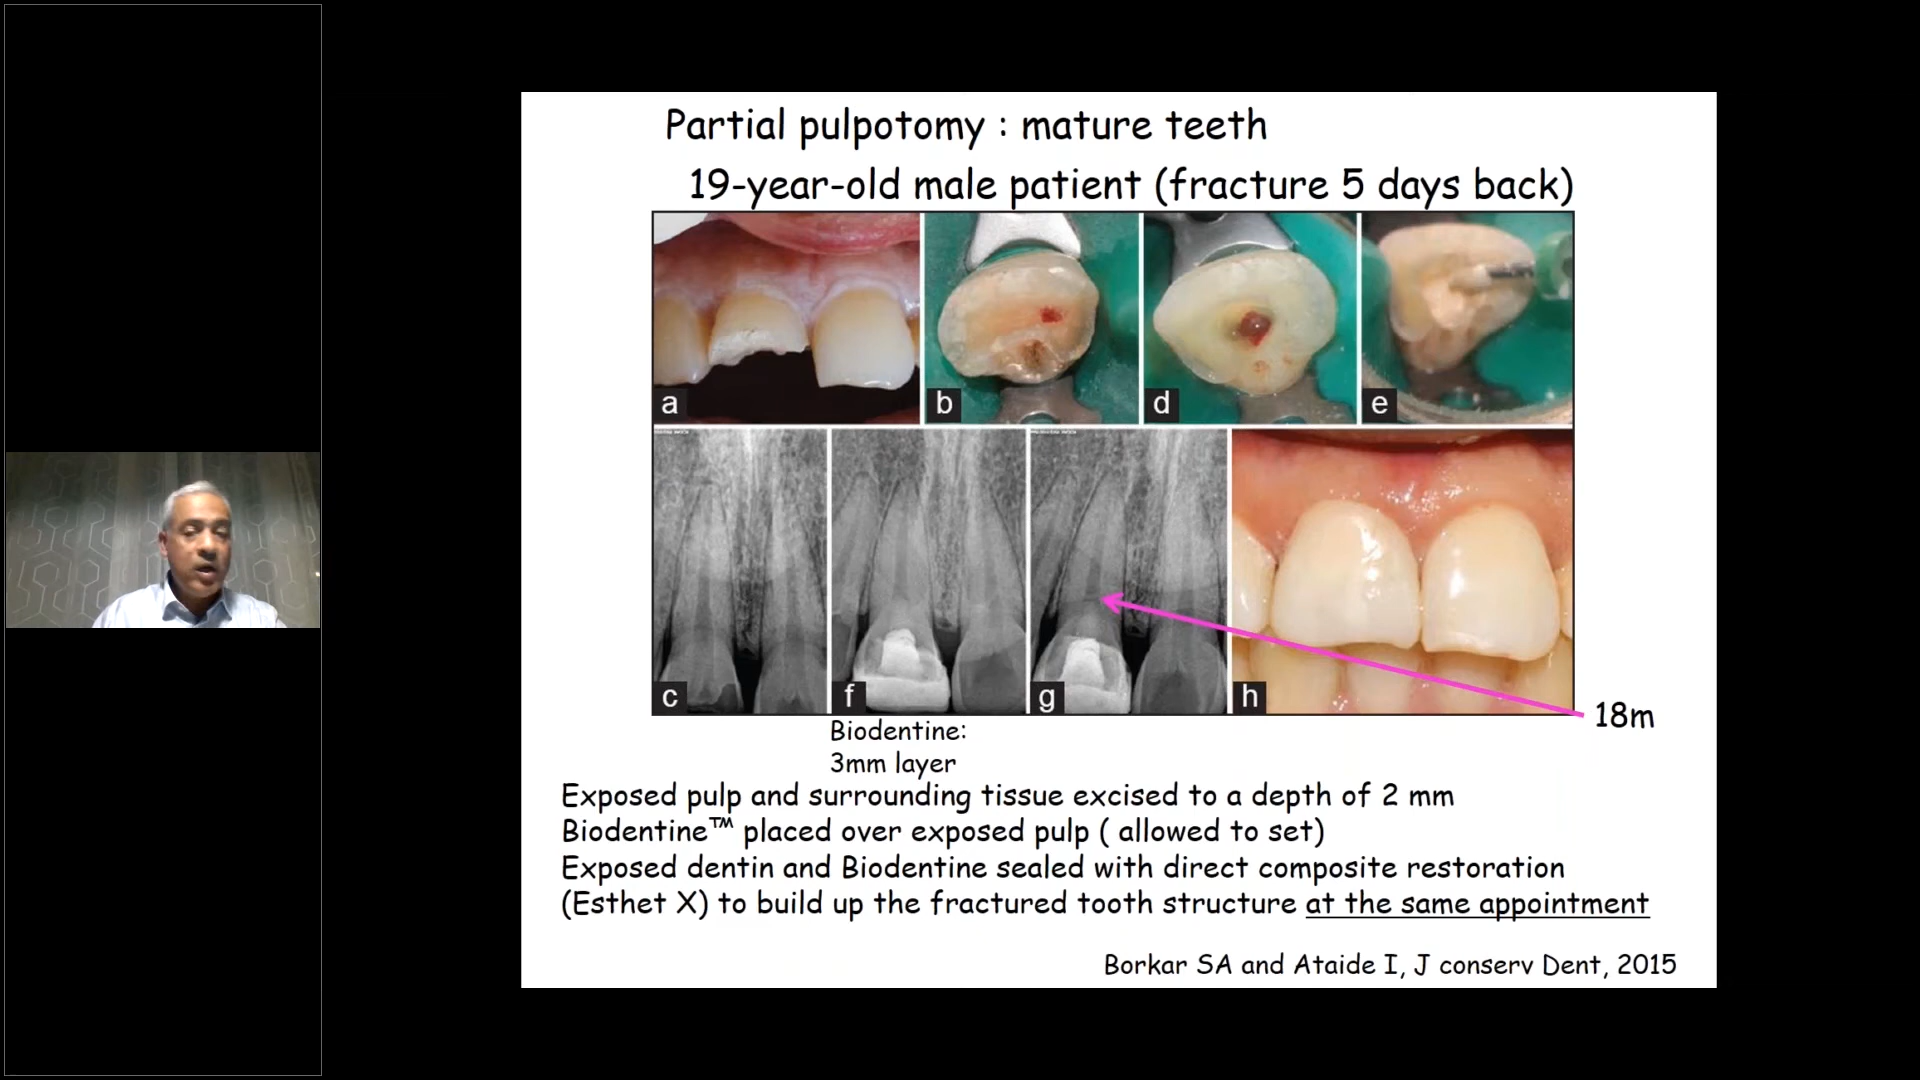 Partial pulpotomy : mature teeth
19-year-old male patient (fracture 5 days back)
a
b
d
e
c
f
g
h
18m
Biodentine:
3mm layer
Exposed pulp and surrounding tissue excised to a depth of 2 mm
Biodentine™ placed over exposed pulp ( allowed to set)
Exposed dentin and Biodentine sealed with direct composite restoration
(Esthet X) to build up the fractured tooth structure at the same appointment
Borkar SA and Ataide I, J conserv Dent, 2015